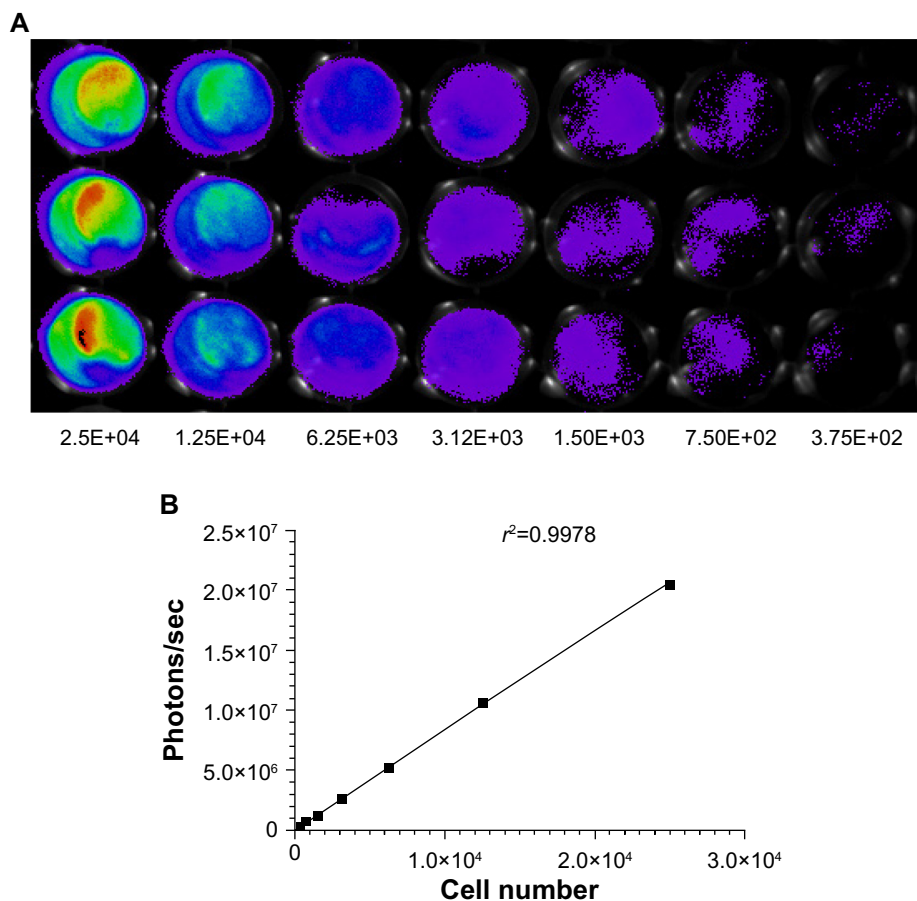 A
2.5E+04 1.25E+04 6.25E+03 3.12E+03 1.50E+03 7.50E+02 3.75E+02
B
r²=0.9978
2.5×10⁷
2.0×10⁷
1.5×10⁷
1.0×10⁷
5.0×10⁶
0
Photons/sec
0 1.0×10⁴ 2.0×10⁴ 3.0×10⁴
Cell number